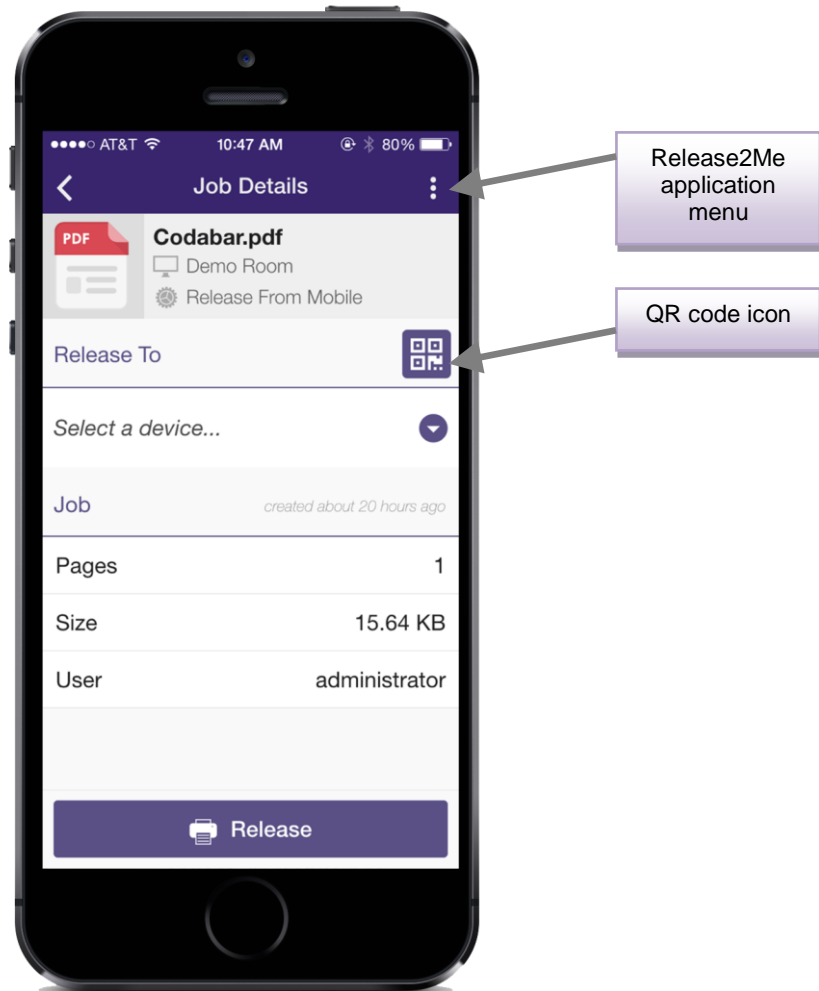 AT&T 10:47 AM 80%
Job Details
PDF
Codabar.pdf
Demo Room
Release From Mobile
Release To
Select a device...
Job created about 20 hours ago
Pages 1
Size 15.64 KB
User administrator
Release
Release2Me
application
menu
QR code icon